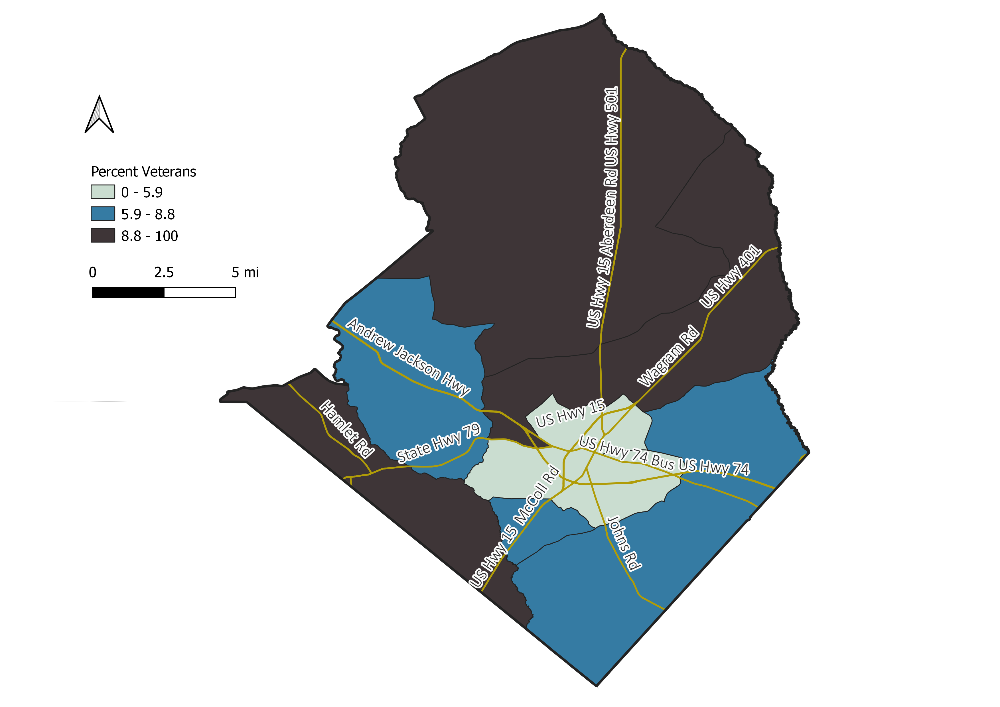 US Hwy 15 Aberdeen Rd US Hwy 501
Percent Veterans
0 - 5.9
5.9 - 8.8
8.8 - 100
0 2.5 5 mi
US Hwy 401
Andrew Jackson Hwy
Wagram Rd
Hamlet Rd
US Hwy 15
State Hwy 79
US Hwy 74 Bus US Hwy 74
US Hwy 15 McColl Rd
Johns Rd